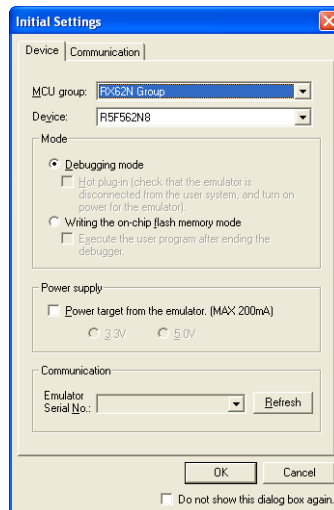 Initial Settings
Device Communication
MCU group: RX62N Group
Device: R5F562N8
Mode
Debugging mode
Hot plug-in (check that the emulator is
disconnected from the user system, and turn on
power for the emulator).
Writing the on-chip flash memory mode
Execute the user program after ending the
debugger.
Power supply
Power target from the emulator. (MAX 200mA)
3.3V 5.0V
Communication
Emulator
Serial No.: Refresh
OK Cancel
Do not show this dialog box again.